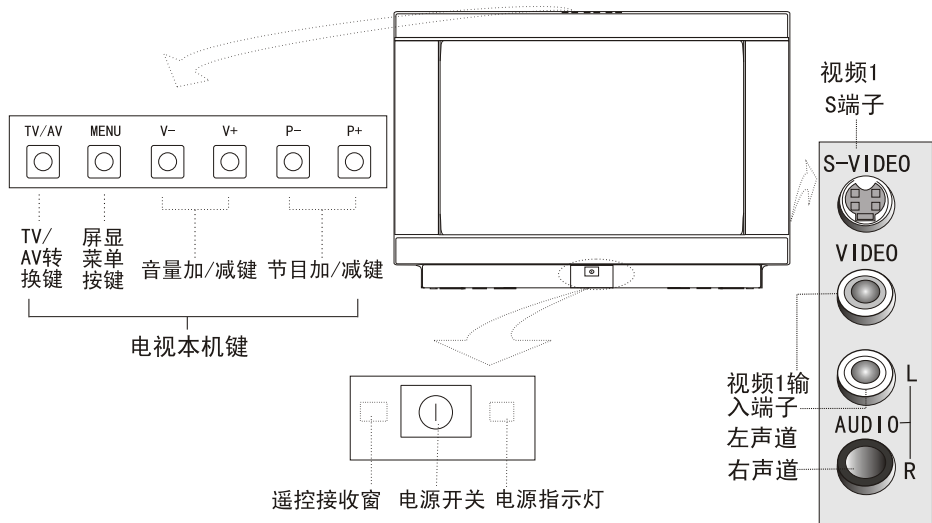 TV/AV MENU V- V+ P- P+
TV/
AV转
换键
屏显
菜单
按键
音量加/减键
节目加/减键
电视本机键
遥控接收窗
电源开关
电源指示灯
视频1
S端子
S-VIDEO
VIDEO
视频1输
入端子
左声道
右声道
L
AUDIO
R